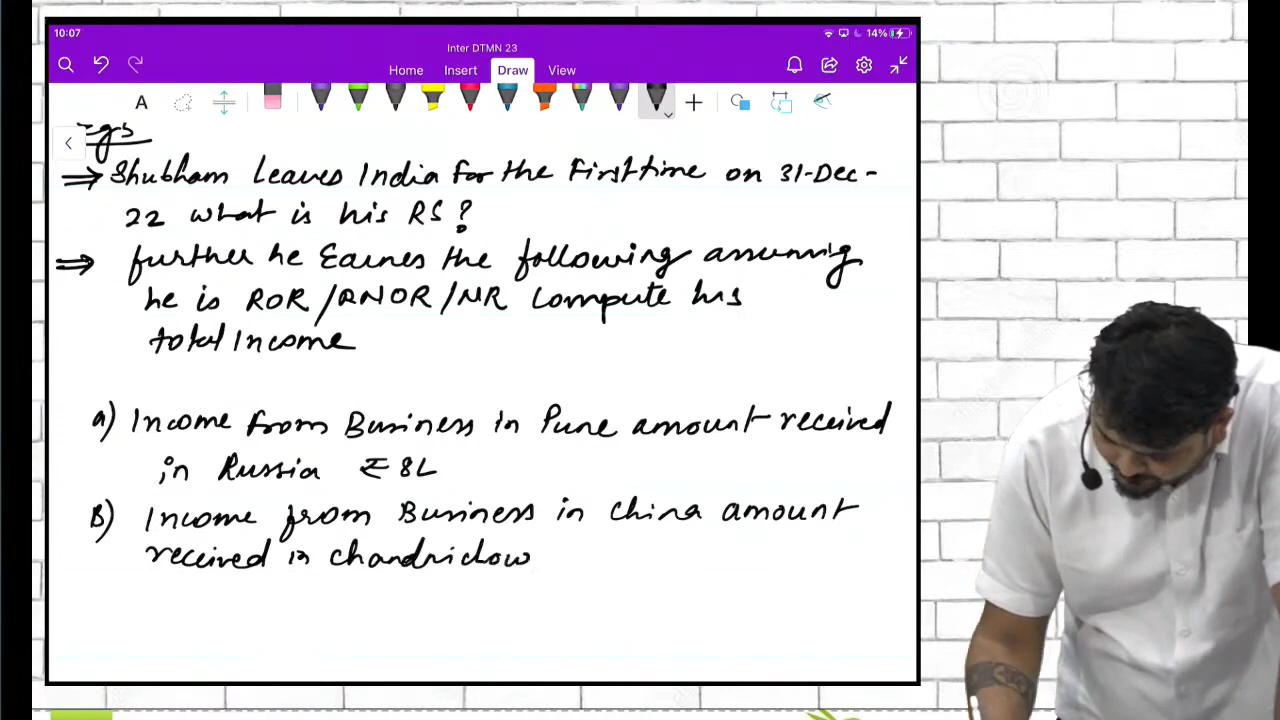 10:07
14%
Inter DTMN 23
Home Insert Draw View
A
Egs
⇒ Shubham Leaves India for the First time on 31-Dec-
22 what is his RS?
⇒ further he Earnes the following assuming
he is ROR/RNOR/NR Compute his
total Income
a) Income from Business in Pune amount received
in Russia ₹ 8L
B) Income from Business in China amount
received in chandnichow